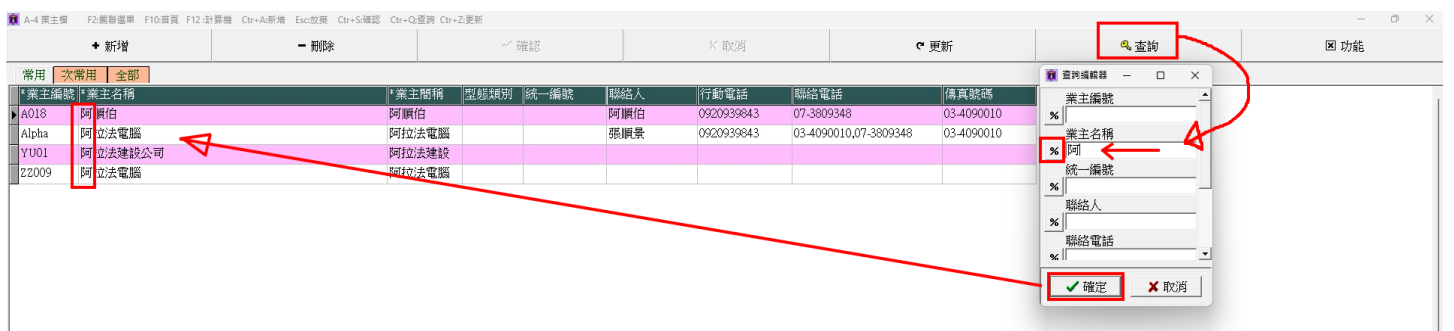 A-4 業主檔 F2:關聯選單 F10:首頁 F12 :計算機 Ctr+A:新增 Esc:放棄 Ctr+S:確認 Ctr+Q:查詢 Ctr+Z:更新
+ 新增 − 刪除 確認 取消 更新 查詢 功能
常用 次常用 全部
*業主編號 *業主名稱 *業主簡稱 型態類別 統一編號 聯絡人 行動電話 聯絡電話 傳真號碼
A018 阿順伯 阿順伯 阿順伯 0920939843 07-3809348 03-4090010
Alpha 阿拉法電腦 阿拉法電腦 張順景 0920939843 03-4090010,07-3809348 03-4090010
YU01 阿拉法建設公司 阿拉法建設
ZZ009 阿拉法電腦 阿拉法電腦
查詢編輯器
業主編號
%
業主名稱
% 阿
統一編號
%
聯絡人
%
聯絡電話
%
確定 取消